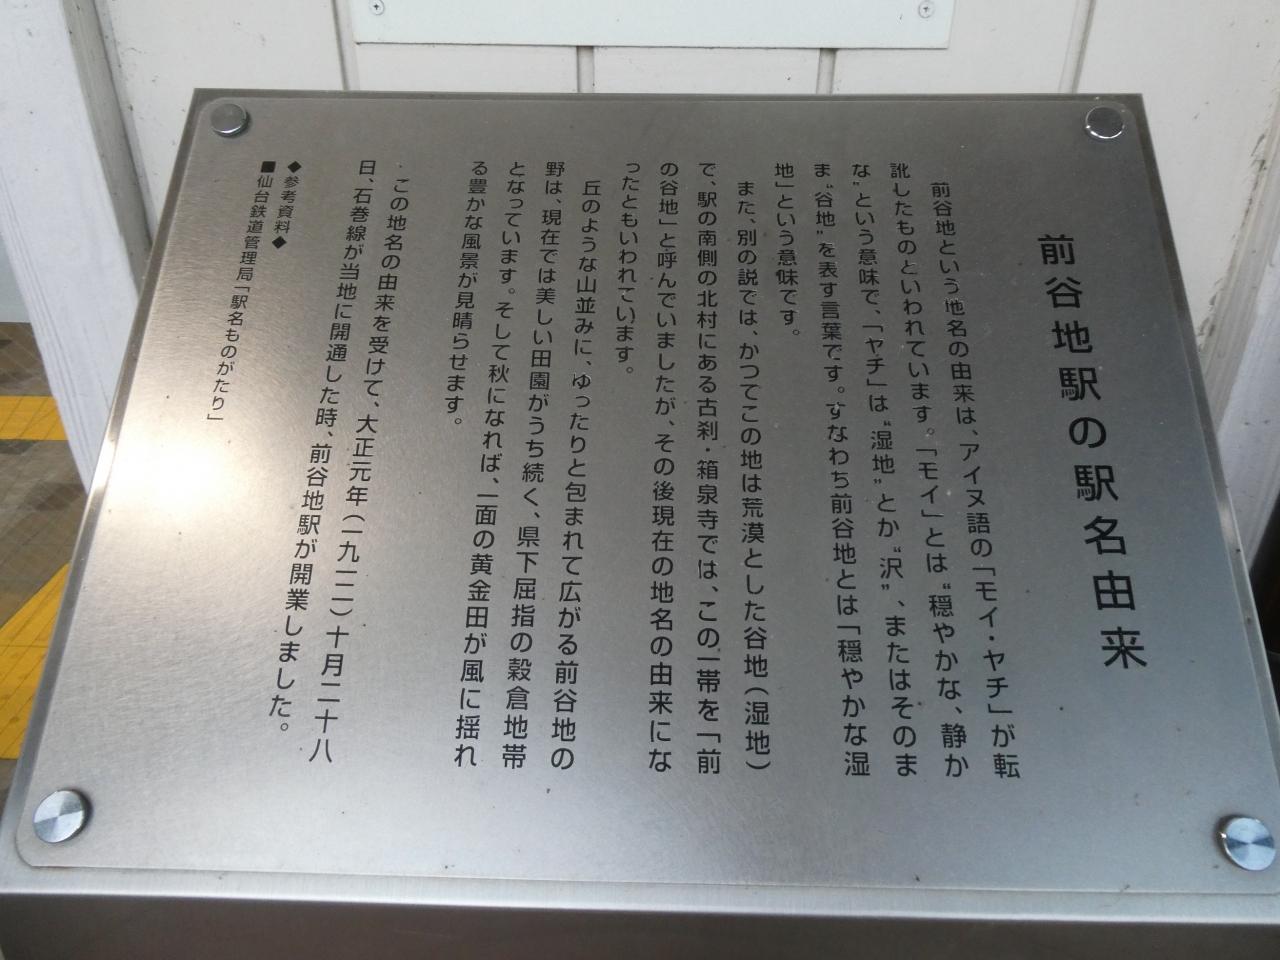 前谷地駅の駅名由来
前谷地という地名の由来は、アイヌ語の「モイ・ヤチ」が転
訛したものといわれています。「モイ」とは“穏やかな、静か
な”という意味で、「ヤチ」は“湿地”とか“沢”、またはそのま
ま“谷地”を表す言葉です。すなわち前谷地とは「穏やかな湿
地」という意味です。
また、別の説では、かつてこの地は荒漠とした谷地(湿地)
で、駅の南側の北村にある古刹・箱泉寺では、この一帯を「前
の谷地」と呼んでいましたが、その後現在の地名の由来にな
ったともいわれています。
丘のような山並みに、ゆったりと包まれて広がる前谷地の
野は、現在では美しい田園がうち続く、県下屈指の穀倉地帯
となっています。そして秋になれば、一面の黄金田が風に揺れ
る豊かな風景が見晴らせます。
この地名の由来を受けて、大正元年(一九一二)十月二十八
日、石巻線が当地に開通した時、前谷地駅が開業しました。
◆参考資料◆
■仙台鉄道管理局「駅名ものがたり」